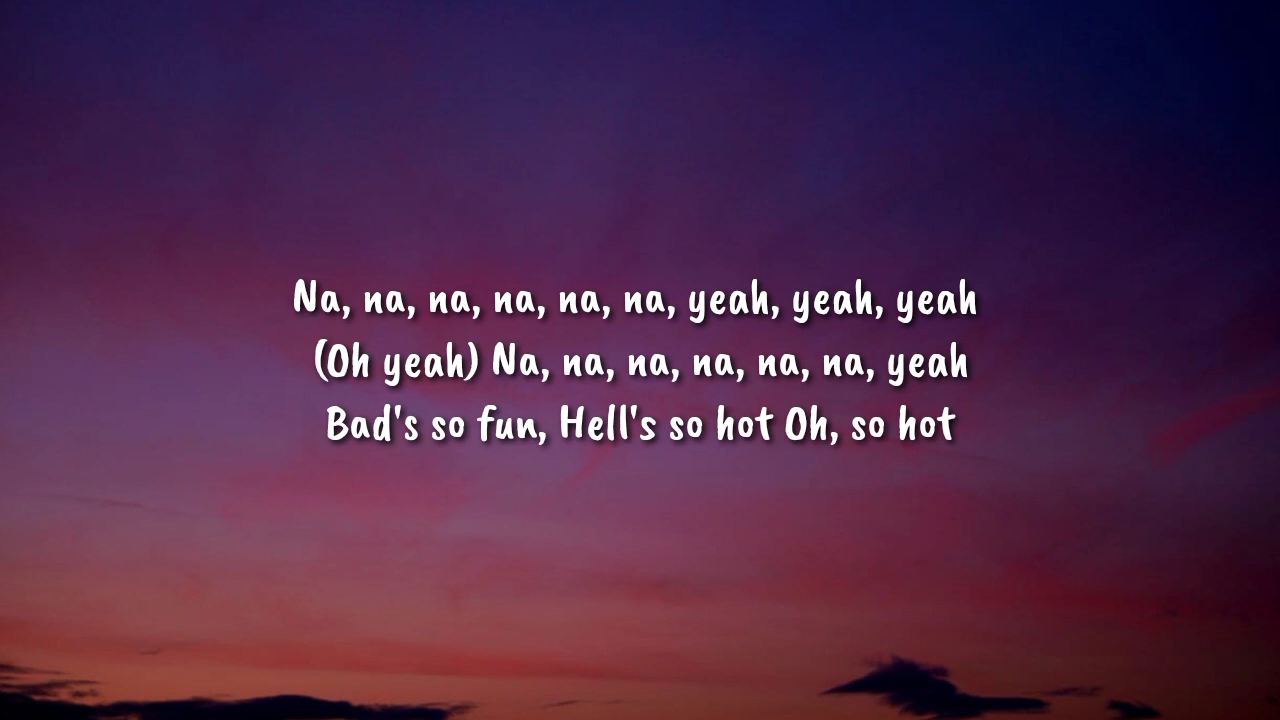 Na, na, na, na, na, na, yeah, yeah, yeah
(Oh yeah) Na, na, na, na, na, na, yeah
Bad's so fun, Hell's so hot Oh, so hot